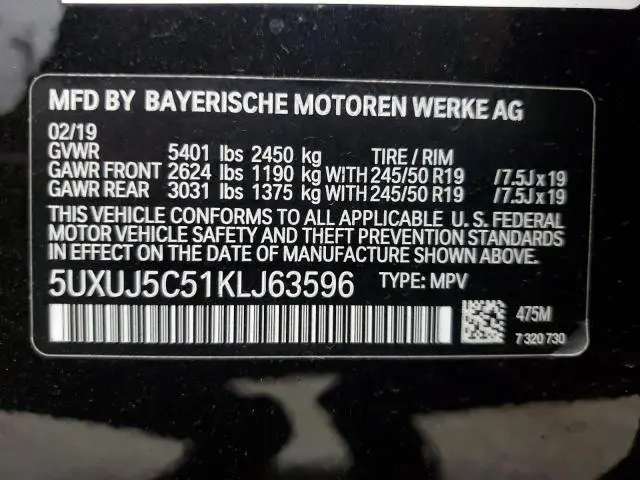 MFD BY BAYERISCHE MOTOREN WERKE AG
02/19
GVWR 5401 lbs 2450 kg TIRE / RIM
GAWR FRONT 2624 lbs 1190 kg WITH 245/50 R19 /7.5J x 19
GAWR REAR 3031 lbs 1375 kg WITH 245/50 R19 /7.5J x 19
THIS VEHICLE CONFORMS TO ALL APPLICABLE U. S. FEDERAL
MOTOR VEHICLE SAFETY AND THEFT PREVENTION STANDARDS
IN EFFECT ON THE DATE OF MANUFACTURE SHOWN ABOVE.
5UXUJ5C51KLJ63596 TYPE: MPV
475M
7 320 730